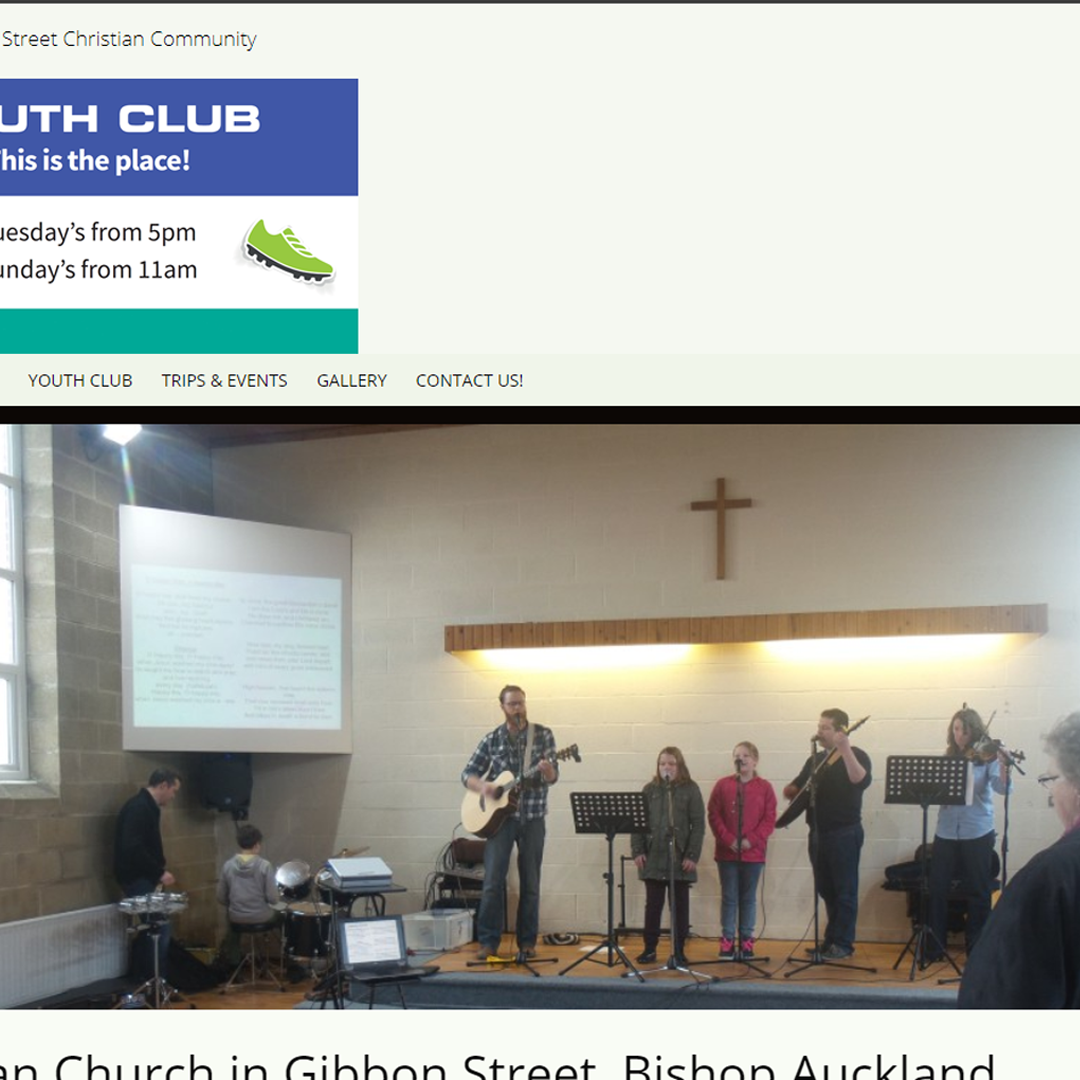 Street Christian Community
UTH CLUB
his is the place!
uesday’s from 5pm
unday’s from 11am
YOUTH CLUB TRIPS & EVENTS GALLERY CONTACT US!
an Church in Gibbon Street, Bishop Auckland